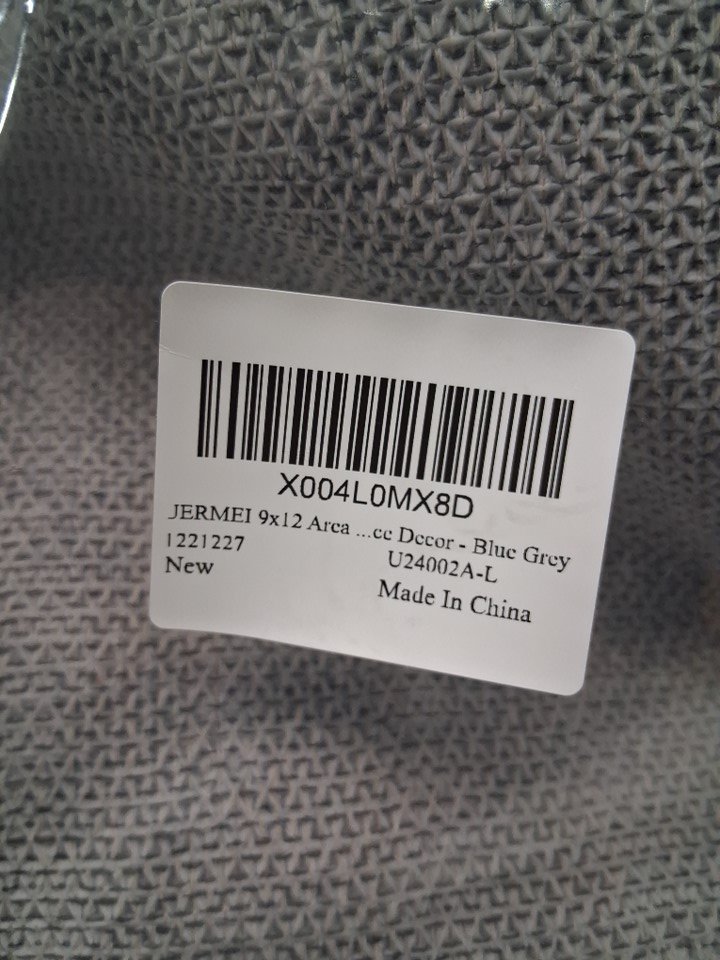 X004L0MX8D
JERMEI 9x12 Area ...ce Decor - Blue Grey
1221227
U24002A-L
New
Made In China